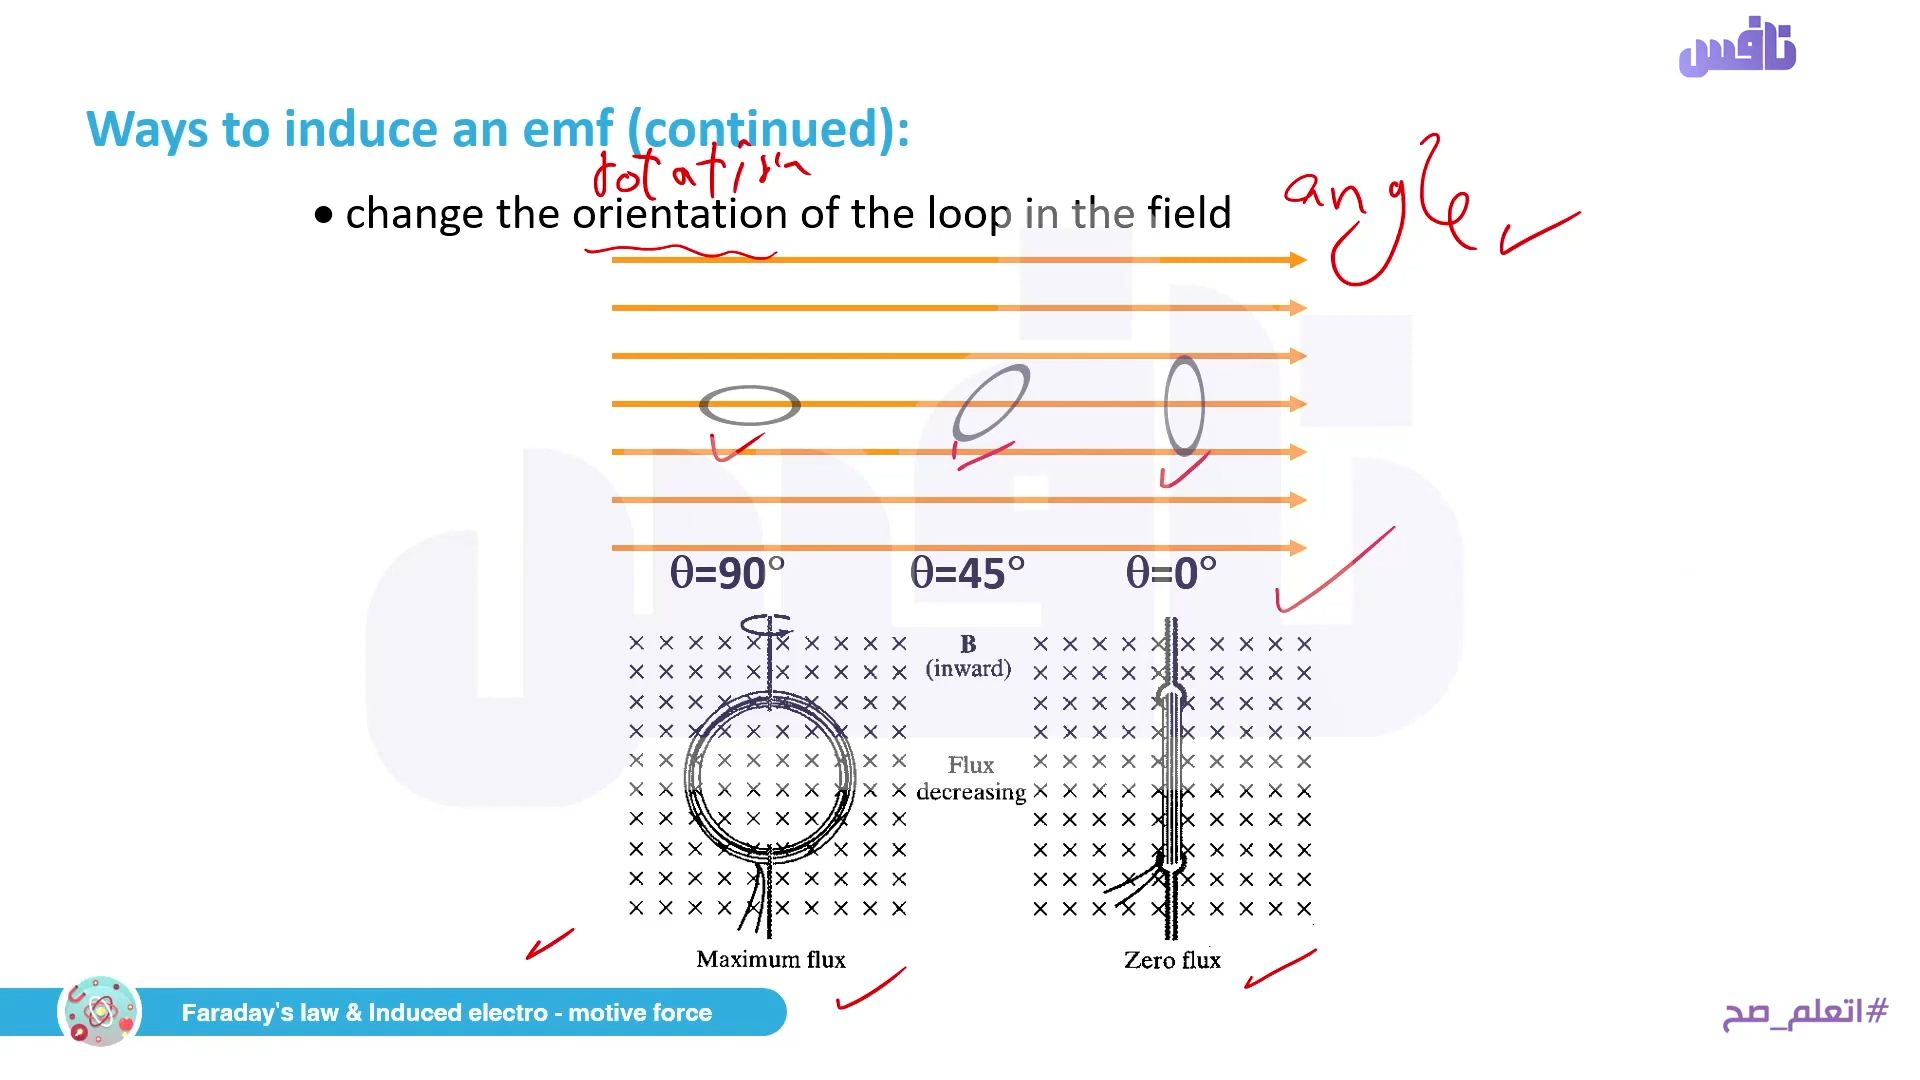 نافس
Ways to induce an emf (continued):
rotation
• change the orientation of the loop in the field
angle
θ=90° θ=45° θ=0°
B
(inward)
Flux
decreasing
Maximum flux
Zero flux
Faraday's law & Induced electro - motive force
#اتعلم_صح